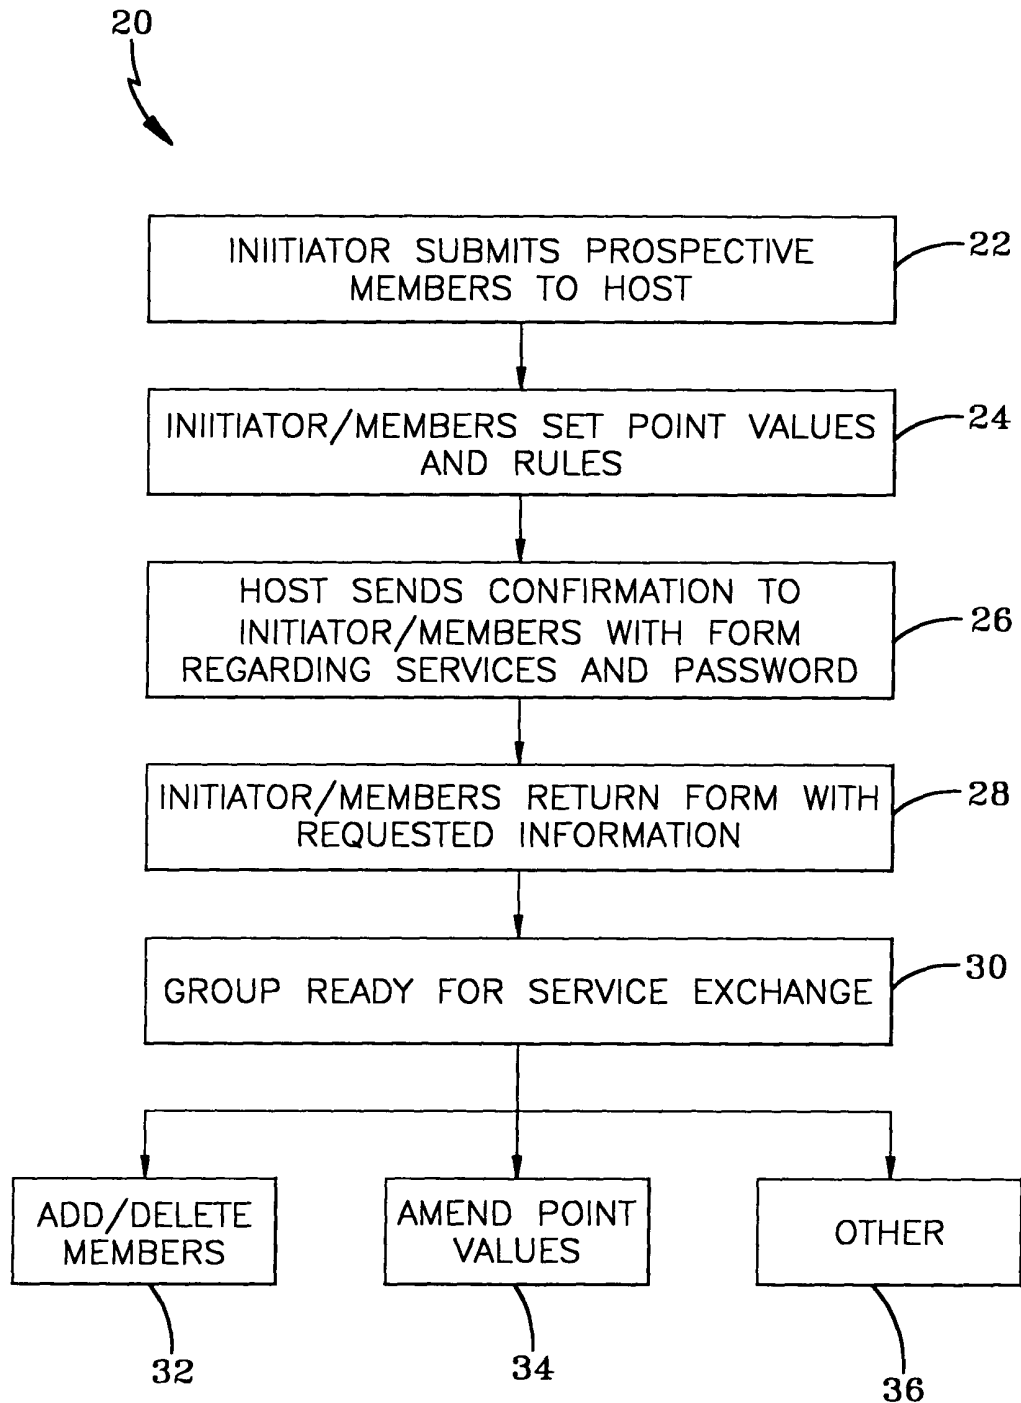 20
INIITIATOR SUBMITS PROSPECTIVE
MEMBERS TO HOST
22
INIITIATOR/MEMBERS SET POINT VALUES
AND RULES
24
HOST SENDS CONFIRMATION TO
INITIATOR/MEMBERS WITH FORM
REGARDING SERVICES AND PASSWORD
26
INITIATOR/MEMBERS RETURN FORM WITH
REQUESTED INFORMATION
28
GROUP READY FOR SERVICE EXCHANGE
30
ADD/DELETE
MEMBERS
AMEND POINT
VALUES
OTHER
32
34
36